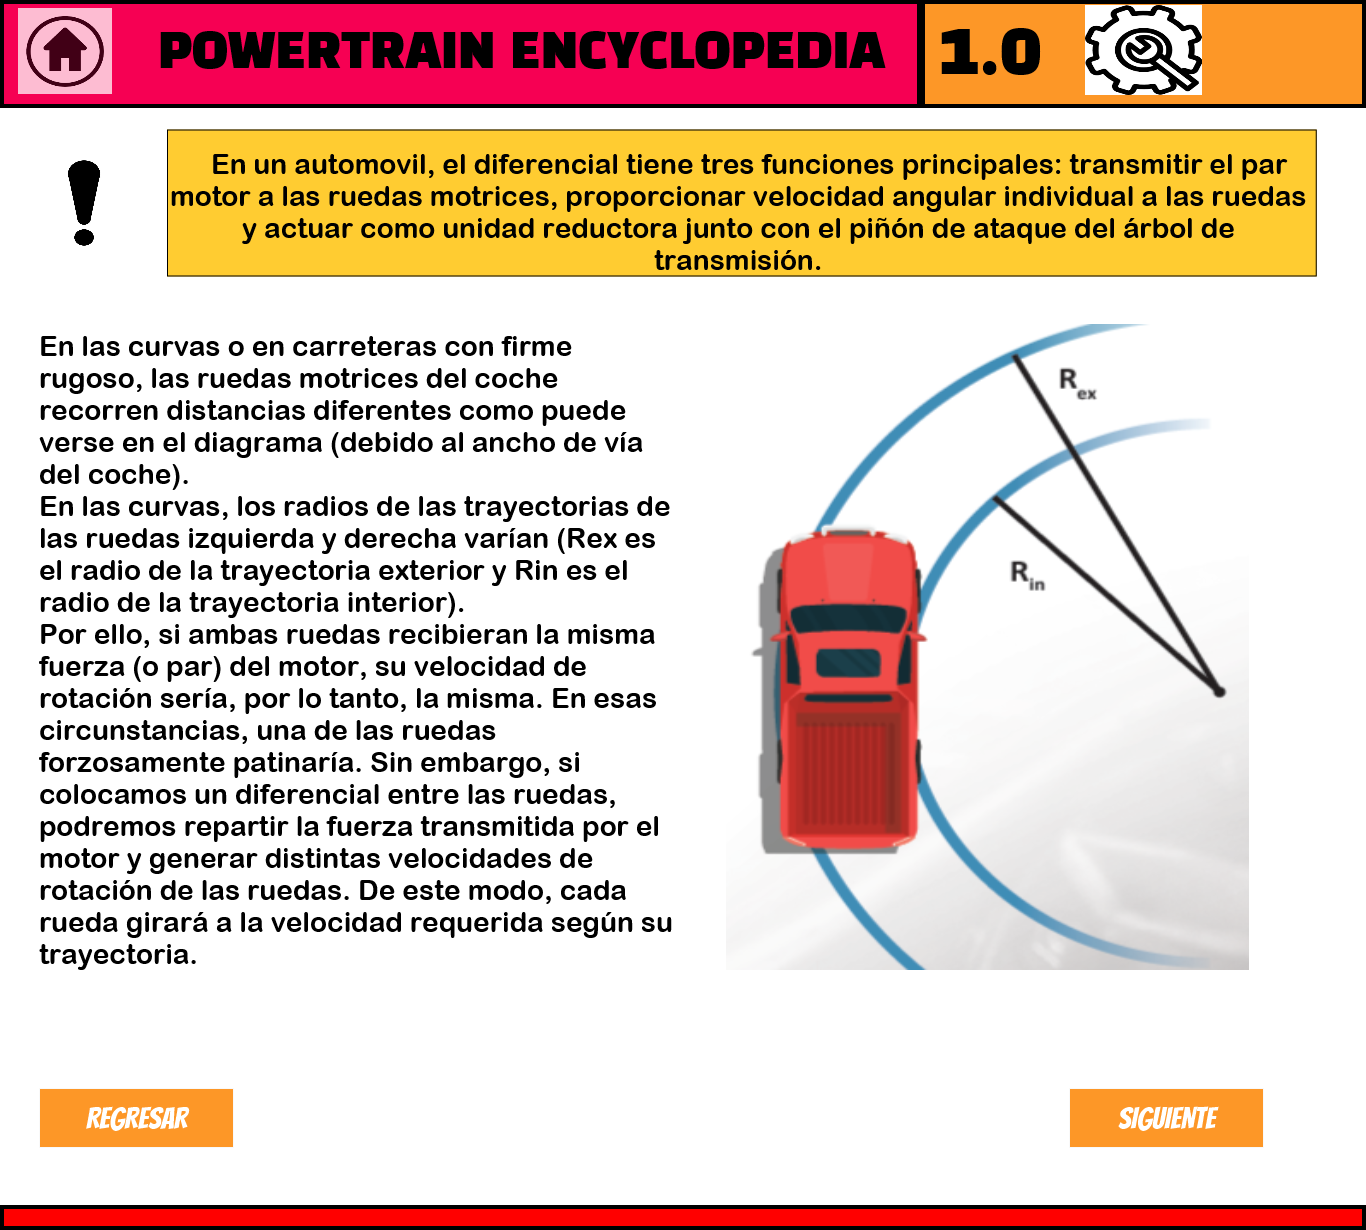 POWERTRAIN ENCYCLOPEDIA
1.0
En un automovil, el diferencial tiene tres funciones principales: transmitir el par
motor a las ruedas motrices, proporcionar velocidad angular individual a las ruedas
y actuar como unidad reductora junto con el piñón de ataque del árbol de
transmisión.
En las curvas o en carreteras con firme
rugoso, las ruedas motrices del coche
recorren distancias diferentes como puede
verse en el diagrama (debido al ancho de vía
del coche).
En las curvas, los radios de las trayectorias de
las ruedas izquierda y derecha varían (Rex es
el radio de la trayectoria exterior y Rin es el
radio de la trayectoria interior).
Por ello, si ambas ruedas recibieran la misma
fuerza (o par) del motor, su velocidad de
rotación sería, por lo tanto, la misma. En esas
circunstancias, una de las ruedas
forzosamente patinaría. Sin embargo, si
colocamos un diferencial entre las ruedas,
podremos repartir la fuerza transmitida por el
motor y generar distintas velocidades de
rotación de las ruedas. De este modo, cada
rueda girará a la velocidad requerida según su
trayectoria.
Rex
Rin
REGRESAR
SIGUIENTE